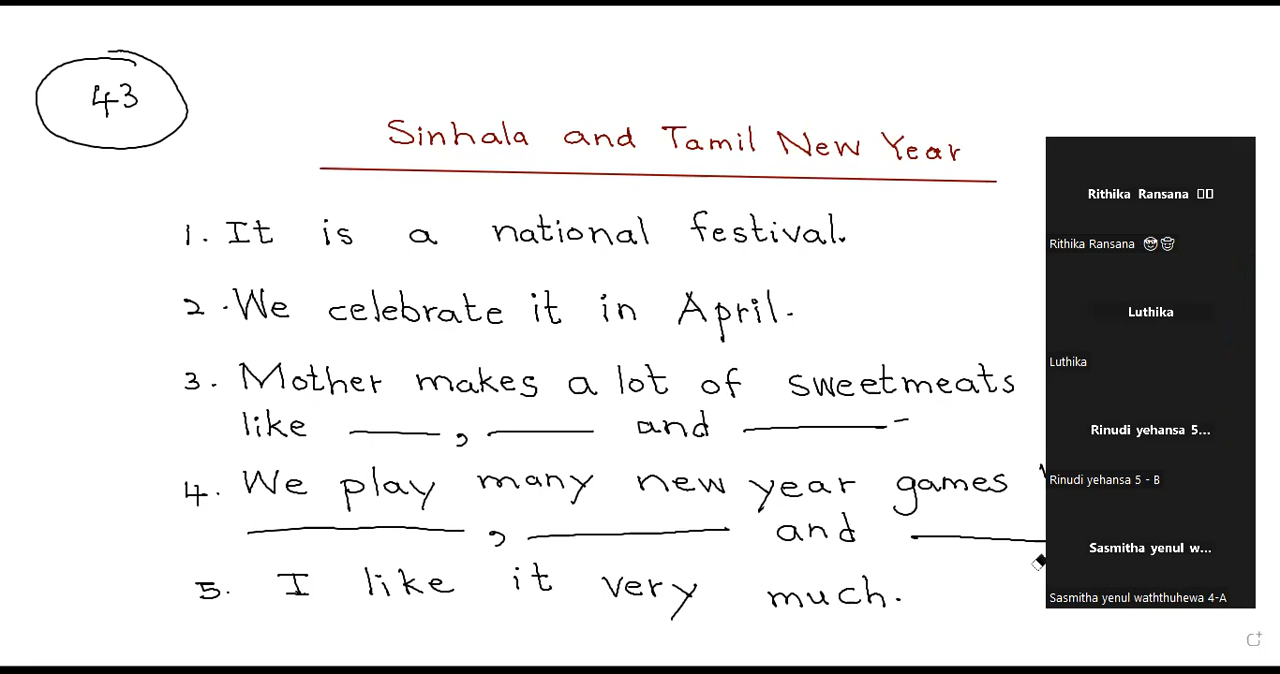 43
Sinhala and Tamil New Year
1. It is a national festival.
2. We celebrate it in April.
3. Mother makes a lot of sweetmeats
like ____, ____ and ____
4. We play many new year games
____, ____ and ____
5. I like it very much.
Rithika Ransana
Rithika Ransana 😎🤠
Luthika
Luthika
Rinudi yehansa 5...
Rinudi yehansa 5 - B
Sasmitha yenul w...
Sasmitha yenul waththuhewa 4-A